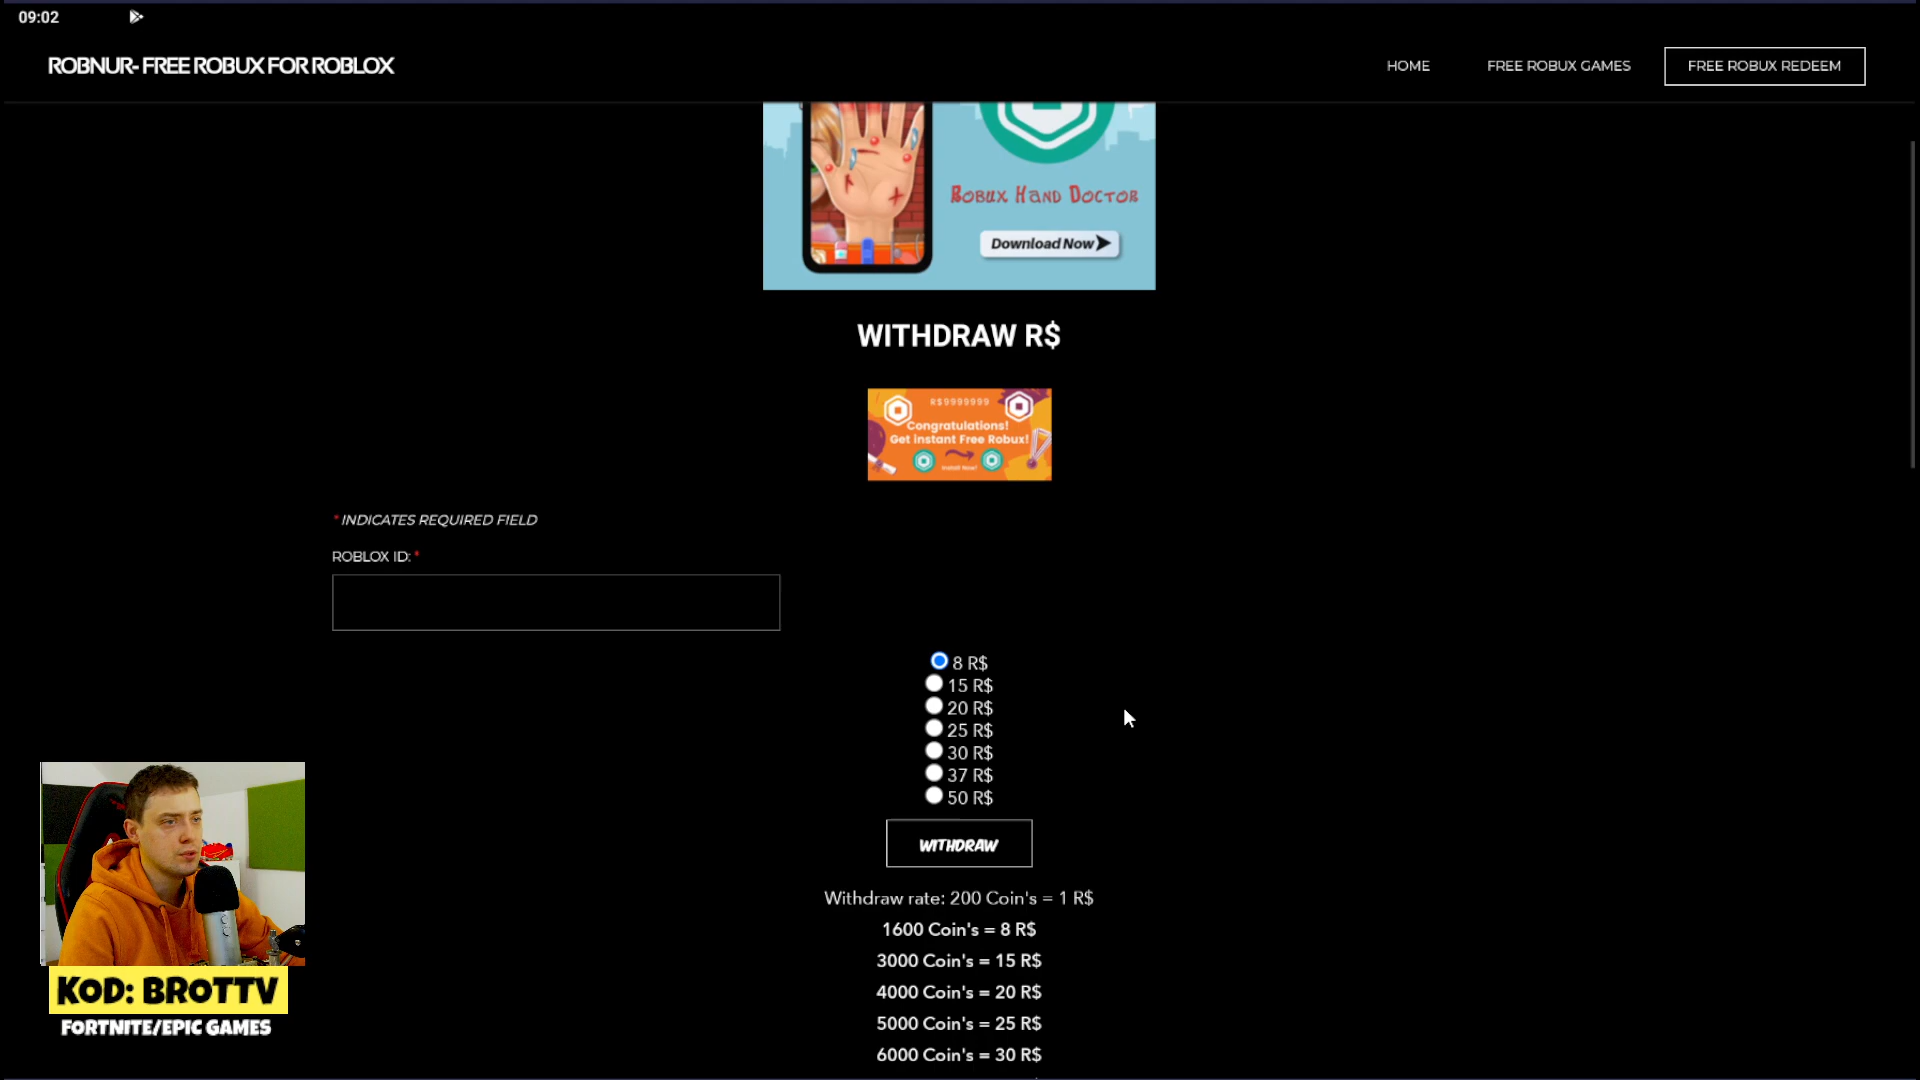 09:02
ROBNUR- FREE ROBUX FOR ROBLOX
HOME
FREE ROBUX GAMES
FREE ROBUX REDEEM
ROBUX HAND DOCTOR
Download Now
WITHDRAW R$
R$9999999
Congratulations!
Get instant Free Robux!
Install Now!
* INDICATES REQUIRED FIELD
ROBLOX ID: *
8 R$
15 R$
20 R$
25 R$
30 R$
37 R$
50 R$
WITHDRAW
Withdraw rate: 200 Coin's = 1 R$
1600 Coin's = 8 R$
3000 Coin's = 15 R$
4000 Coin's = 20 R$
5000 Coin's = 25 R$
6000 Coin's = 30 R$
KOD: BROTTV
FORTNITE/EPIC GAMES